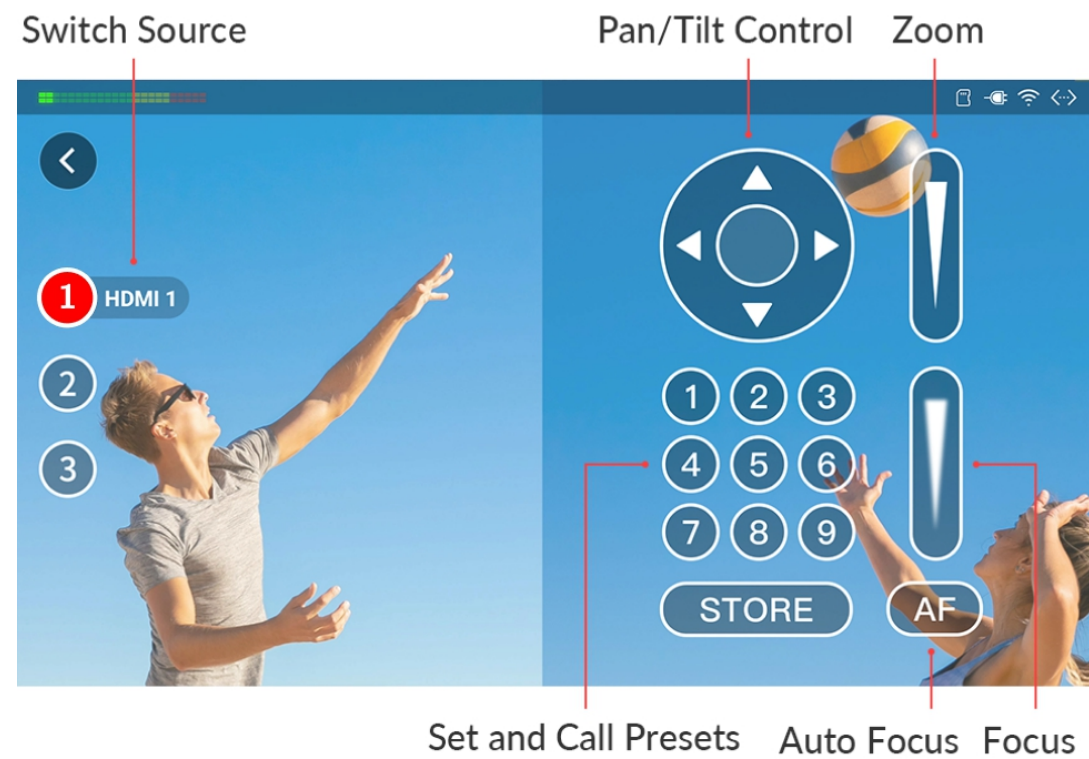 Switch Source
Pan/Tilt Control Zoom
1 HDMI 1
2
3
1 2 3
4 5 6
7 8 9
STORE AF
Set and Call Presets Auto Focus Focus